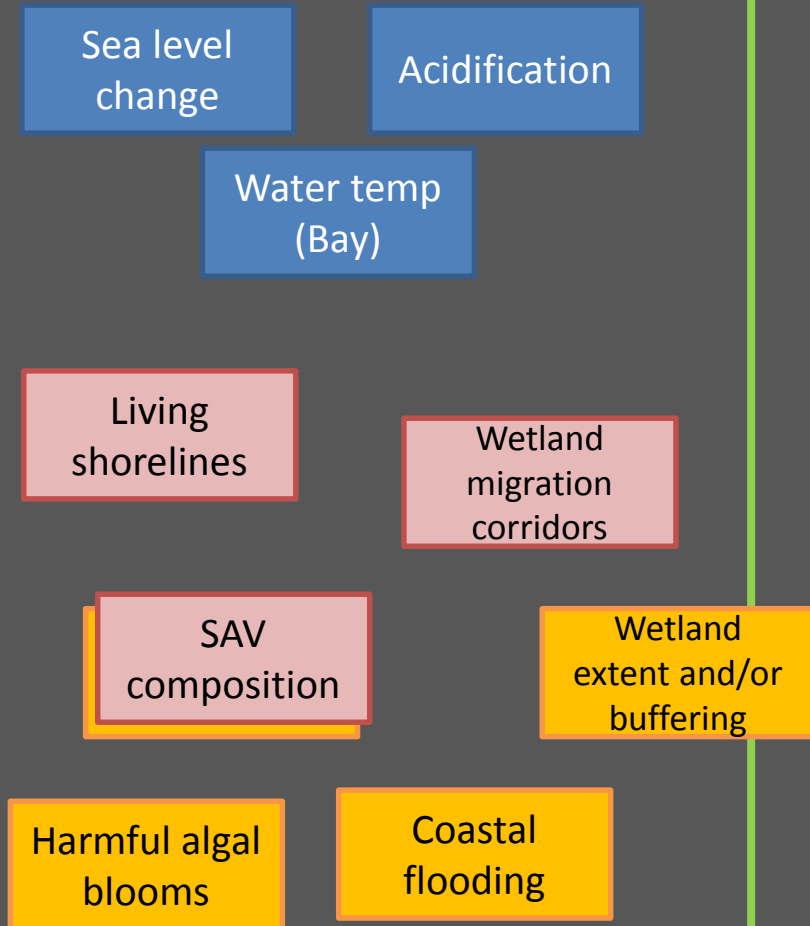 Sea level
change
Acidification
Water temp
(Bay)
Living
shorelines
Wetland
migration
corridors
SAV
composition
Wetland
extent and/or
buffering
Harmful algal
blooms
Coastal
flooding